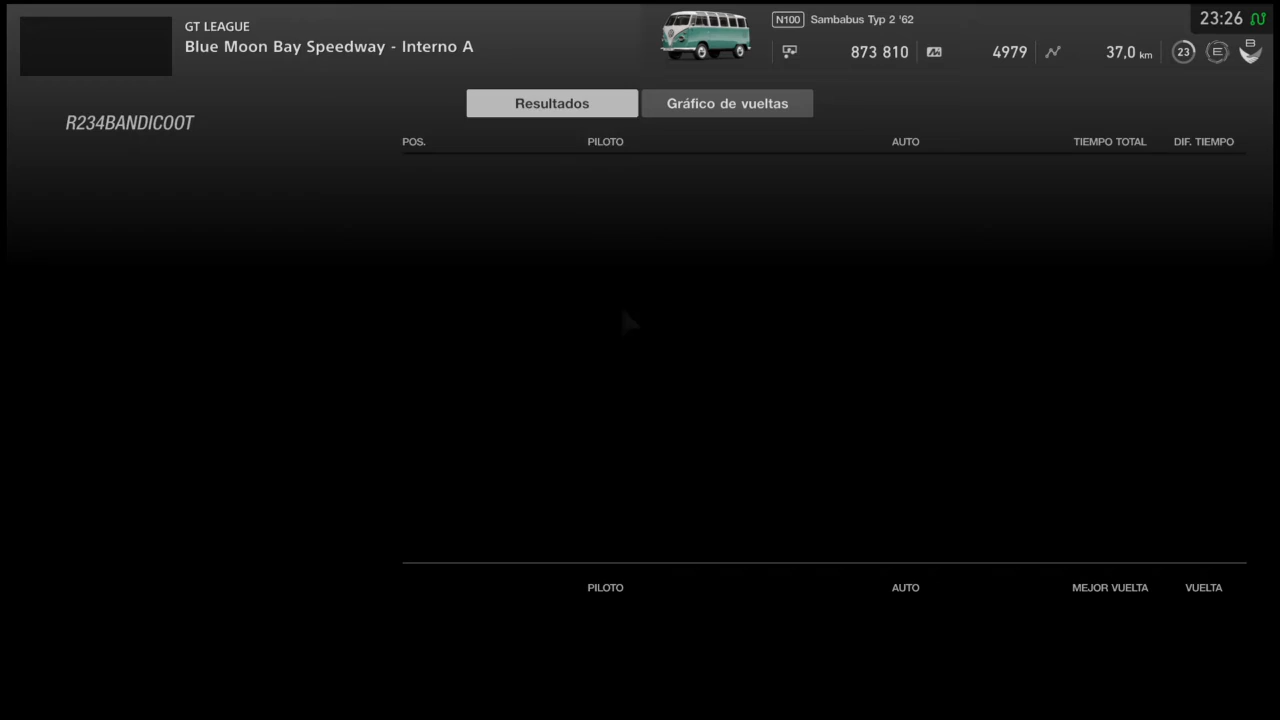 GT LEAGUE
Blue Moon Bay Speedway - Interno A
N100 Sambabus Typ 2 '62
873 810 4979 37,0 km 23 E B
23:26
Resultados Gráfico de vueltas
R234BANDICOOT
POS. PILOTO AUTO TIEMPO TOTAL DIF. TIEMPO
PILOTO AUTO MEJOR VUELTA VUELTA